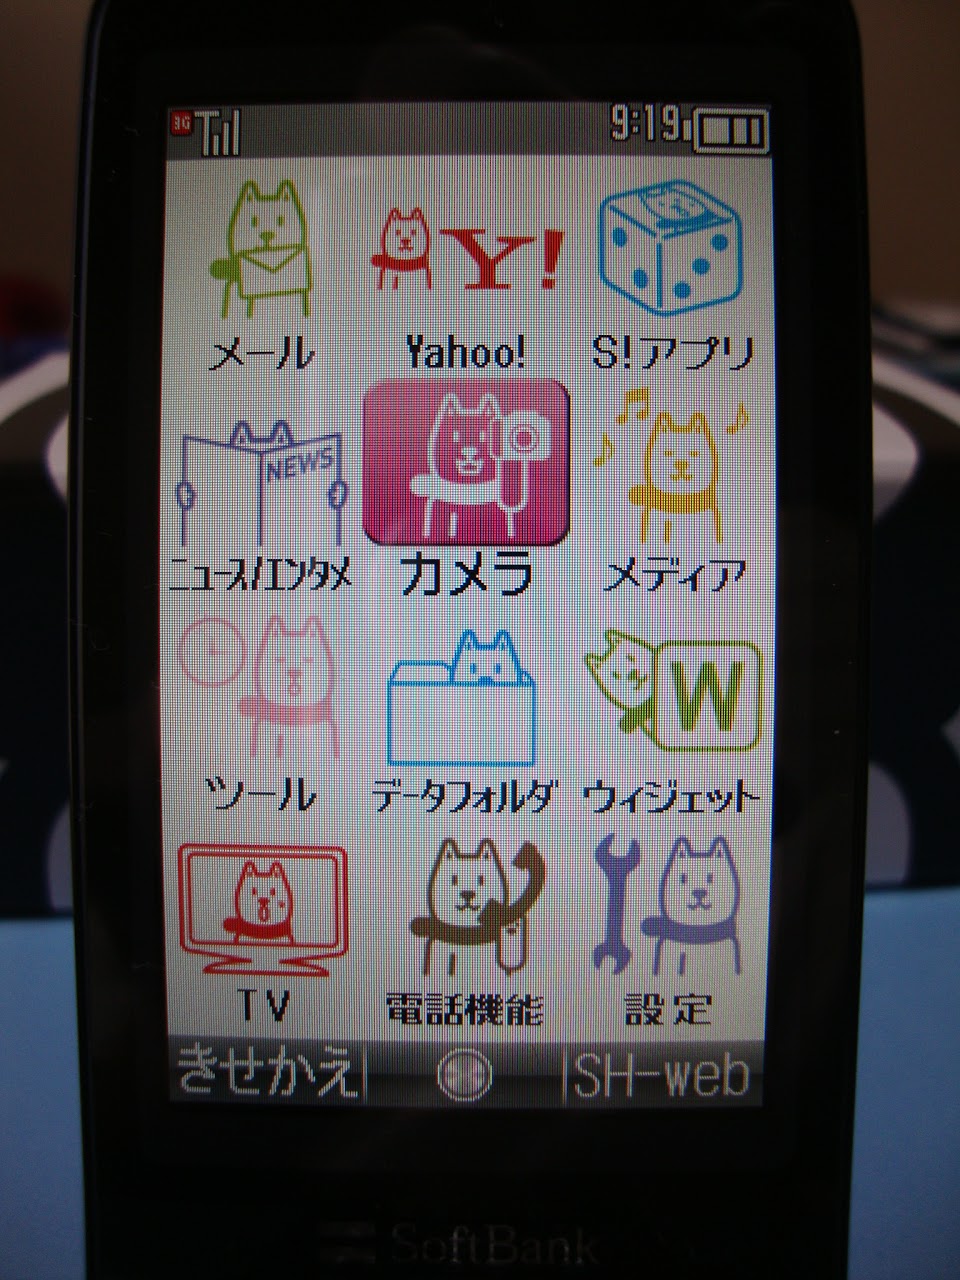 3G 9:19
Y!
メール Yahoo! S!アプリ
NEWS
ニュース/エンタメ カメラ メディア
W
ツール データフォルダ ウィジェット
TV 電話機能 設定
きせかえ SH-web
SoftBank